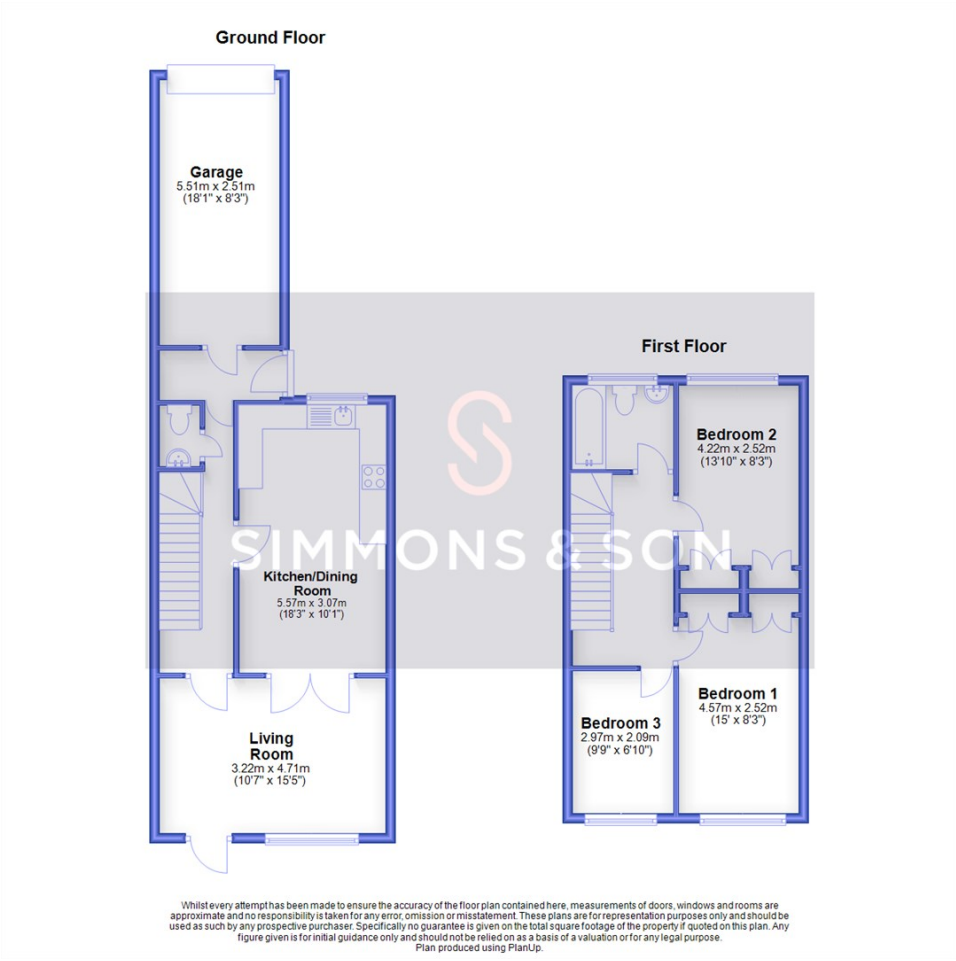 Ground Floor
Garage
5.51m x 2.51m
(18'1" x 8'3")
First Floor
Bedroom 2
4.22m x 2.52m
(13'10" x 8'3")
SIMMONS & SON
Kitchen/Dining
Room
5.57m x 3.07m
(18'3" x 10'1")
Bedroom 1
4.57m x 2.52m
(15' x 8'3")
Bedroom 3
2.97m x 2.09m
(9'9" x 6'10")
Living
Room
3.22m x 4.71m
(10'7" x 15'5")
Whilst every attempt has been made to ensure the accuracy of the floor plan contained here, measurements of doors, windows and rooms are
approximate and no responsibility is taken for any error, omission or misstatement. These plans are for representation purposes only and should be
used as such by any prospective purchaser. Specifically no guarantee is given on the total square footage of the property if quoted on this plan. Any
figure given is for initial guidance only and should not be relied on as a basis of a valuation or for any legal purpose.
Plan produced using PlanUp.